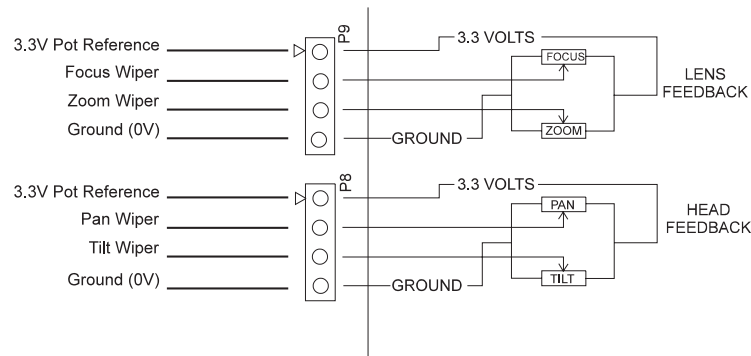 P9
3.3V Pot Reference
3.3 VOLTS
Focus Wiper
FOCUS
Zoom Wiper
LENS
FEEDBACK
Ground (0V)
GROUND
ZOOM
P8
3.3V Pot Reference
3.3 VOLTS
Pan Wiper
PAN
Tilt Wiper
HEAD
FEEDBACK
Ground (0V)
GROUND
TILT